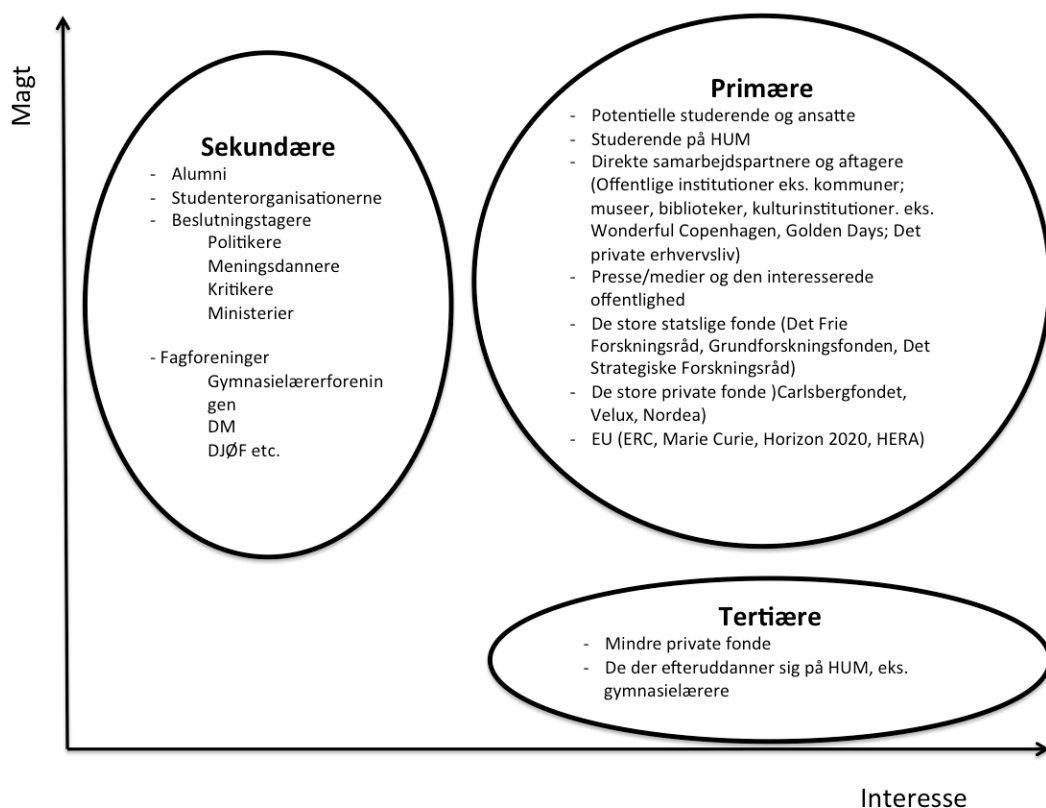 Magt
Sekundære
- Alumni
- Studenterorganisationerne
- Beslutningstagere
Politikere
Meningsdannere
Kritikere
Ministerier
- Fagforeninger
Gymnasielærerforenin
gen
DM
DJØF etc.
Primære
- Potentielle studerende og ansatte
- Studerende på HUM
- Direkte samarbejdspartnere og aftagere
(Offentlige institutioner eks. kommuner;
museer, biblioteker, kulturinstitutioner. eks.
Wonderful Copenhagen, Golden Days; Det
private erhvervsliv)
- Presse/medier og den interesserede
offentlighed
- De store statslige fonde (Det Frie
Forskningsråd, Grundforskningsfonden, Det
Strategiske Forskningsråd)
- De store private fonde )Carlsbergfondet,
Velux, Nordea)
- EU (ERC, Marie Curie, Horizon 2020, HERA)
Tertiære
- Mindre private fonde
- De der efteruddanner sig på HUM, eks.
gymnasielærere
Interesse